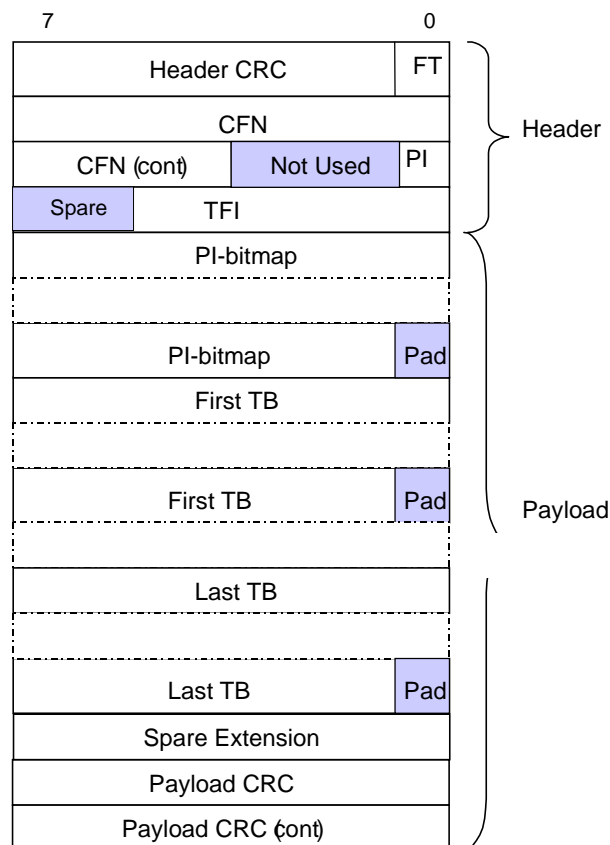 7 0
Header CRC FT
CFN Header
CFN (cont) Not Used PI
Spare TFI
PI-bitmap
PI-bitmap Pad
First TB
First TB Pad Payload
Last TB
Last TB Pad
Spare Extension
Payload CRC
Payload CRC (cont)